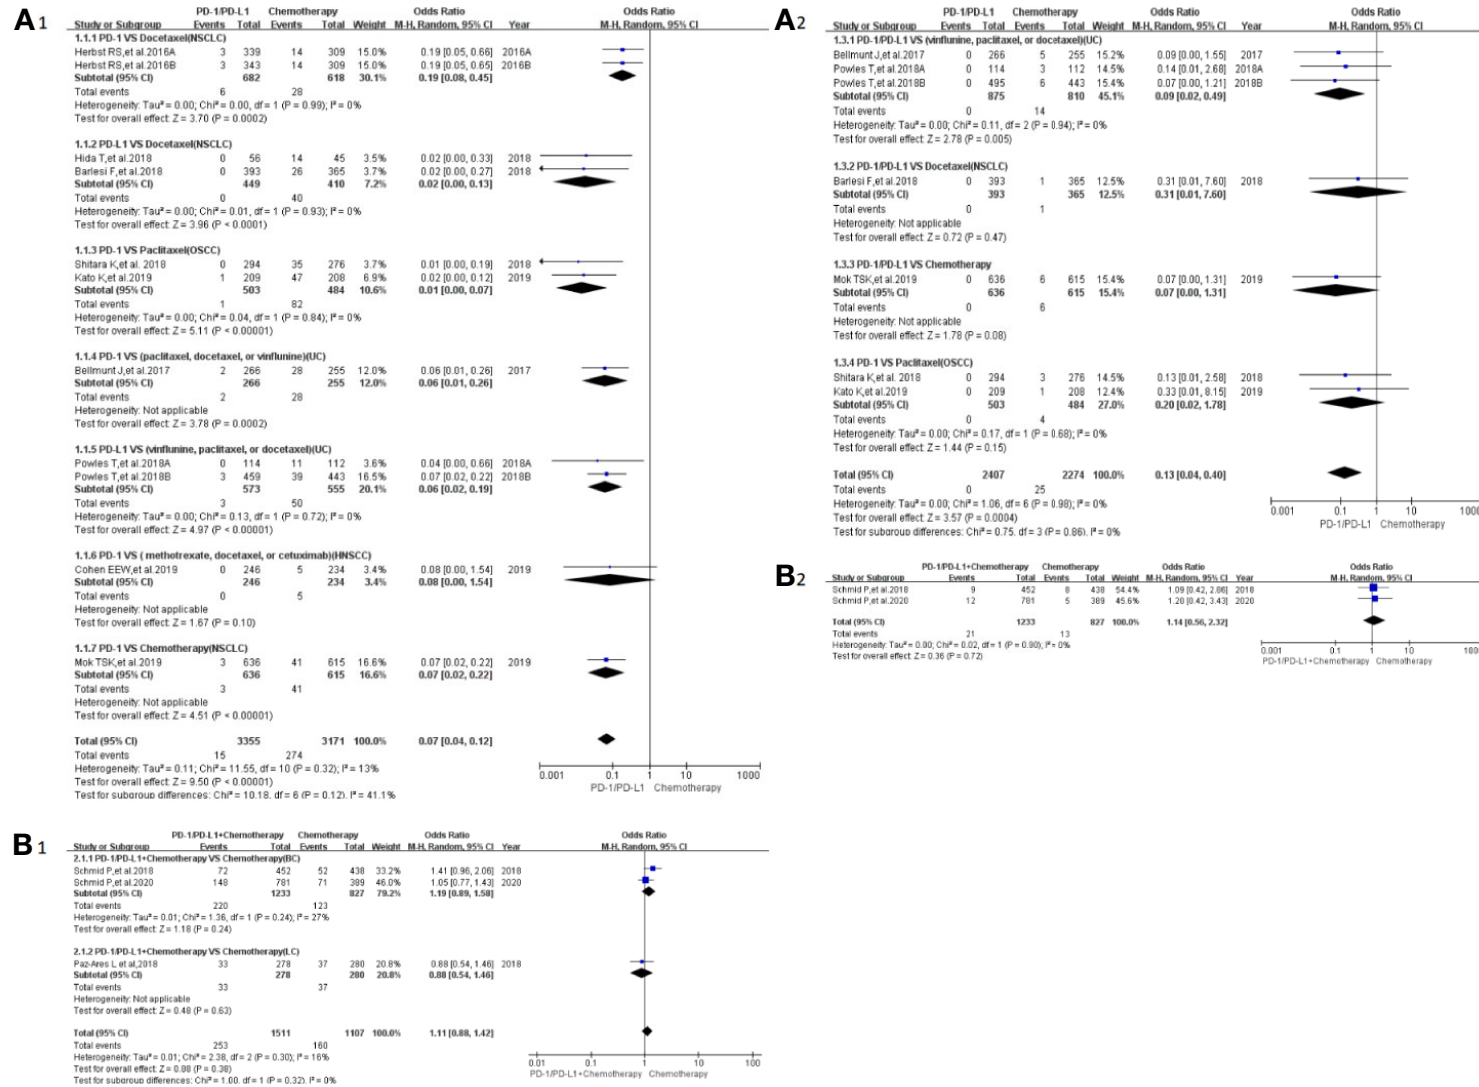 A1
PD-1/PD-L1 Chemotherapy Odds Ratio Odds Ratio
Study or Subgroup Events Total Events Total Weight M-H, Random, 95% CI Year M-H, Random, 95% CI
1.1.1 PD-1 VS Docetaxel(NSCLC)
Herbst RS,et al.2016A 3 339 14 309 15.0% 0.19 [0.05, 0.66] 2016A
Herbst RS,et al.2016B 3 343 14 309 15.0% 0.19 [0.05, 0.65] 2016B
Subtotal (95% CI) 682 618 30.1% 0.19 [0.08, 0.45]
Total events 6 28
Heterogeneity: Tau² = 0.00; Chi² = 0.00, df = 1 (P = 0.99); I² = 0%
Test for overall effect: Z = 3.70 (P = 0.0002)
1.1.2 PD-L1 VS Docetaxel(NSCLC)
Hida T,et al.2018 0 56 14 45 3.5% 0.02 [0.00, 0.33] 2018
Barlesi F,et al.2018 0 393 26 365 3.7% 0.02 [0.00, 0.27] 2018
Subtotal (95% CI) 449 410 7.2% 0.02 [0.00, 0.13]
Total events 0 40
Heterogeneity: Tau² = 0.00; Chi² = 0.01, df = 1 (P = 0.93); I² = 0%
Test for overall effect: Z = 3.96 (P < 0.0001)
1.1.3 PD-1 VS Paclitaxel(OSCC)
Shitara K,et al. 2018 0 294 35 276 3.7% 0.01 [0.00, 0.19] 2018
Kato K,et al.2019 1 209 47 208 6.9% 0.02 [0.00, 0.12] 2019
Subtotal (95% CI) 503 484 10.6% 0.01 [0.00, 0.07]
Total events 1 82
Heterogeneity: Tau² = 0.00; Chi² = 0.04, df = 1 (P = 0.84); I² = 0%
Test for overall effect: Z = 5.11 (P < 0.00001)
1.1.4 PD-1 VS (paclitaxel, docetaxel, or vinflunine)(UC)
Bellmunt J,et al.2017 2 266 28 255 12.0% 0.06 [0.01, 0.26] 2017
Subtotal (95% CI) 266 255 12.0% 0.06 [0.01, 0.26]
Total events 2 28
Heterogeneity: Not applicable
Test for overall effect: Z = 3.78 (P = 0.0002)
1.1.5 PD-L1 VS (vinflunine, paclitaxel, or docetaxel)(UC)
Powles T,et al.2018A 0 114 11 112 3.6% 0.04 [0.00, 0.66] 2018A
Powles T,et al.2018B 3 459 39 443 16.5% 0.07 [0.02, 0.22] 2018B
Subtotal (95% CI) 573 555 20.1% 0.06 [0.02, 0.19]
Total events 3 50
Heterogeneity: Tau² = 0.00; Chi² = 0.13, df = 1 (P = 0.72); I² = 0%
Test for overall effect: Z = 4.97 (P < 0.00001)
1.1.6 PD-1 VS ( methotrexate, docetaxel, or cetuximab)(HNSCC)
Cohen EEW,et al.2019 0 246 5 234 3.4% 0.08 [0.00, 1.54] 2019
Subtotal (95% CI) 246 234 3.4% 0.08 [0.00, 1.54]
Total events 0 5
Heterogeneity: Not applicable
Test for overall effect: Z = 1.67 (P = 0.10)
1.1.7 PD-1 VS Chemotherapy(NSCLC)
Mok TSK,et al.2019 3 636 41 615 16.6% 0.07 [0.02, 0.22] 2019
Subtotal (95% CI) 636 615 16.6% 0.07 [0.02, 0.22]
Total events 3 41
Heterogeneity: Not applicable
Test for overall effect: Z = 4.51 (P < 0.00001)
Total (95% CI) 3355 3171 100.0% 0.07 [0.04, 0.12]
Total events 15 274
Heterogeneity: Tau² = 0.11; Chi² = 11.55, df = 10 (P = 0.32); I² = 13%
Test for overall effect: Z = 9.50 (P < 0.00001)
Test for subgroup differences: Chi² = 10.18, df = 6 (P = 0.12), I² = 41.1%
0.001 0.1 1 10 1000
PD-1/PD-L1 Chemotherapy
A2
PD-1/PD-L1 Chemotherapy Odds Ratio Odds Ratio
Study or Subgroup Events Total Events Total Weight M-H, Random, 95% CI Year M-H, Random, 95% CI
1.3.1 PD-1/PD-L1 VS (vinflunine, paclitaxel, or docetaxel)(UC)
Bellmunt J,et al.2017 0 266 5 255 15.2% 0.09 [0.00, 1.55] 2017
Powles T,et al.2018A 0 114 3 112 14.5% 0.14 [0.01, 2.68] 2018A
Powles T,et al.2018B 0 495 6 443 15.4% 0.07 [0.00, 1.21] 2018B
Subtotal (95% CI) 875 810 45.1% 0.09 [0.02, 0.49]
Total events 0 14
Heterogeneity: Tau² = 0.00; Chi² = 0.11, df = 2 (P = 0.94); I² = 0%
Test for overall effect: Z = 2.78 (P = 0.005)
1.3.2 PD-1/PD-L1 VS Docetaxel(NSCLC)
Barlesi F,et al.2018 0 393 1 365 12.5% 0.31 [0.01, 7.60] 2018
Subtotal (95% CI) 393 365 12.5% 0.31 [0.01, 7.60]
Total events 0 1
Heterogeneity: Not applicable
Test for overall effect: Z = 0.72 (P = 0.47)
1.3.3 PD-1/PD-L1 VS Chemotherapy
Mok TSK,et al.2019 0 636 6 615 15.4% 0.07 [0.00, 1.31] 2019
Subtotal (95% CI) 636 615 15.4% 0.07 [0.00, 1.31]
Total events 0 6
Heterogeneity: Not applicable
Test for overall effect: Z = 1.78 (P = 0.08)
1.3.4 PD-1 VS Paclitaxel(OSCC)
Shitara K,et al. 2018 0 294 3 276 14.5% 0.13 [0.01, 2.58] 2018
Kato K,et al.2019 0 209 1 208 12.4% 0.33 [0.01, 8.15] 2019
Subtotal (95% CI) 503 484 27.0% 0.20 [0.02, 1.78]
Total events 0 4
Heterogeneity: Tau² = 0.00; Chi² = 0.17, df = 1 (P = 0.68); I² = 0%
Test for overall effect: Z = 1.44 (P = 0.15)
Total (95% CI) 2407 2274 100.0% 0.13 [0.04, 0.40]
Total events 0 25
Heterogeneity: Tau² = 0.00; Chi² = 1.06, df = 6 (P = 0.98); I² = 0%
Test for overall effect: Z = 3.57 (P = 0.0004)
Test for subgroup differences: Chi² = 0.75, df = 3 (P = 0.86), I² = 0%
0.001 0.1 1 10 1000
PD-1/PD-L1 Chemotherapy
B2
PD-1/PD-L1+Chemotherapy Chemotherapy Odds Ratio Odds Ratio
Study or Subgroup Events Total Events Total Weight M-H, Random, 95% CI Year M-H, Random, 95% CI
Schmid P,et al.2018 9 452 8 438 54.4% 1.09 [0.42, 2.86] 2018
Schmid P,et al.2020 12 781 5 389 45.6% 1.20 [0.42, 3.43] 2020
Total (95% CI) 1233 827 100.0% 1.14 [0.56, 2.32]
Total events 21 13
Heterogeneity: Tau² = 0.00; Chi² = 0.02, df = 1 (P = 0.90); I² = 0%
Test for overall effect: Z = 0.36 (P = 0.72)
0.001 0.1 1 10 1000
PD-1/PD-L1+Chemotherapy Chemotherapy
B1
PD-1/PD-L1+Chemotherapy Chemotherapy Odds Ratio Odds Ratio
Study or Subgroup Events Total Events Total Weight M-H, Random, 95% CI Year M-H, Random, 95% CI
2.1.1 PD-1/PD-L1+Chemotherapy VS Chemotherapy(BC)
Schmid P,et al.2018 72 452 52 438 33.2% 1.41 [0.96, 2.06] 2018
Schmid P,et al.2020 148 781 71 389 46.0% 1.05 [0.77, 1.43] 2020
Subtotal (95% CI) 1233 827 79.2% 1.19 [0.89, 1.58]
Total events 220 123
Heterogeneity: Tau² = 0.01; Chi² = 1.36, df = 1 (P = 0.24); I² = 27%
Test for overall effect: Z = 1.18 (P = 0.24)
2.1.2 PD-1/PD-L1+Chemotherapy VS Chemotherapy(LC)
Paz-Ares L et al,2018 33 278 37 280 20.8% 0.88 [0.54, 1.46] 2018
Subtotal (95% CI) 278 280 20.8% 0.88 [0.54, 1.46]
Total events 33 37
Heterogeneity: Not applicable
Test for overall effect: Z = 0.48 (P = 0.63)
Total (95% CI) 1511 1107 100.0% 1.11 [0.88, 1.42]
Total events 253 160
Heterogeneity: Tau² = 0.01; Chi² = 2.38, df = 2 (P = 0.30); I² = 16%
Test for overall effect: Z = 0.88 (P = 0.38)
Test for subgroup differences: Chi² = 1.00, df = 1 (P = 0.32), I² = 0%
0.01 0.1 1 10 100
PD-1/PD-L1+Chemotherapy Chemotherapy